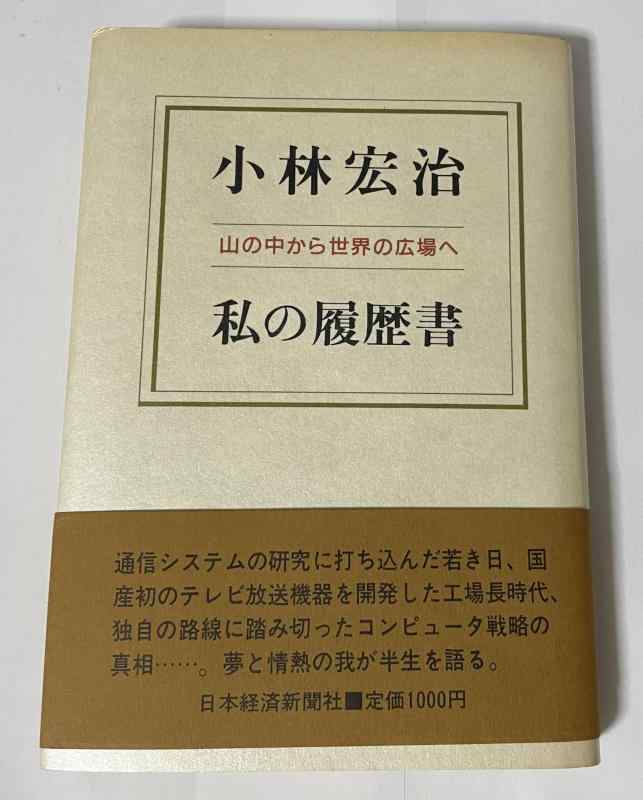 小林宏治
山の中から世界の広場へ
私の履歴書
通信システムの研究に打ち込んだ若き日、国
産初のテレビ放送機器を開発した工場長時代、
独自の路線に踏み切ったコンピュータ戦略の
真相……。夢と情熱の我が半生を語る。
日本経済新聞社■定価1000円